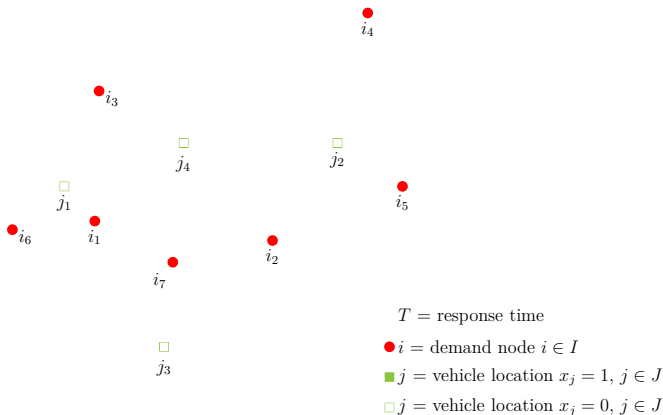 i₄
i₃
j₄
j₂
j₁
i₅
i₆
i₁
i₂
i₇
T = response time
i = demand node i ∈ I
j₃
j = vehicle location xⱼ = 1, j ∈ J
j = vehicle location xⱼ = 0, j ∈ J